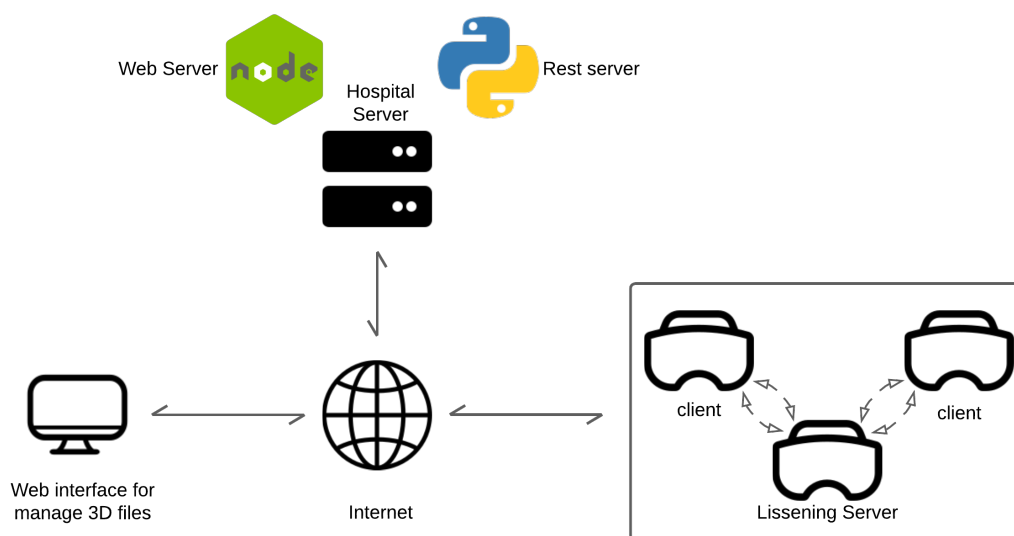 Web Server
node
Rest server
Hospital
Server
client
client
Lissening Server
Web interface for
manage 3D files
Internet